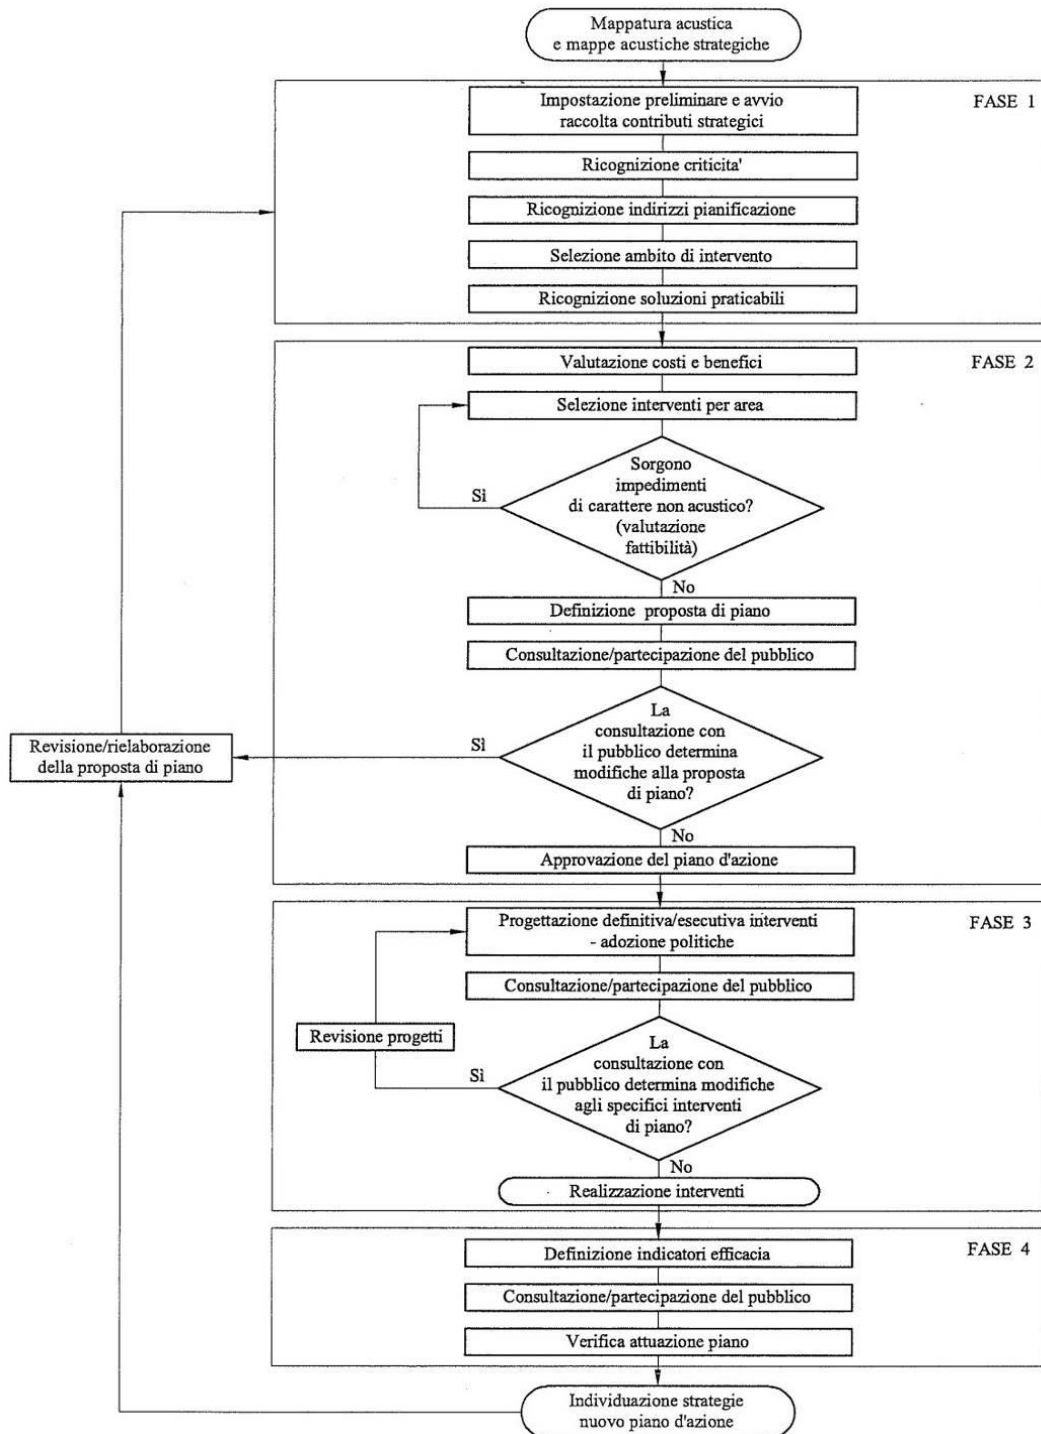 Mappatura acustica
e mappe acustiche strategiche
FASE 1
Impostazione preliminare e avvio
raccolta contributi strategici
Ricognizione criticita'
Ricognizione indirizzi pianificazione
Selezione ambito di intervento
Ricognizione soluzioni praticabili
FASE 2
Valutazione costi e benefici
Selezione interventi per area
Sorgono
impedimenti
di carattere non acustico?
(valutazione
fattibilità)
Sì
No
Definizione proposta di piano
Consultazione/partecipazione del pubblico
La
consultazione con
il pubblico determina
modifiche alla proposta
di piano?
Sì
Revisione/rielaborazione
della proposta di piano
No
Approvazione del piano d'azione
FASE 3
Progettazione definitiva/esecutiva interventi
- adozione politiche
Consultazione/partecipazione del pubblico
Revisione progetti
La
consultazione con
il pubblico determina modifiche
agli specifici interventi
di piano?
Sì
No
Realizzazione interventi
FASE 4
Definizione indicatori efficacia
Consultazione/partecipazione del pubblico
Verifica attuazione piano
Individuazione strategie
nuovo piano d'azione